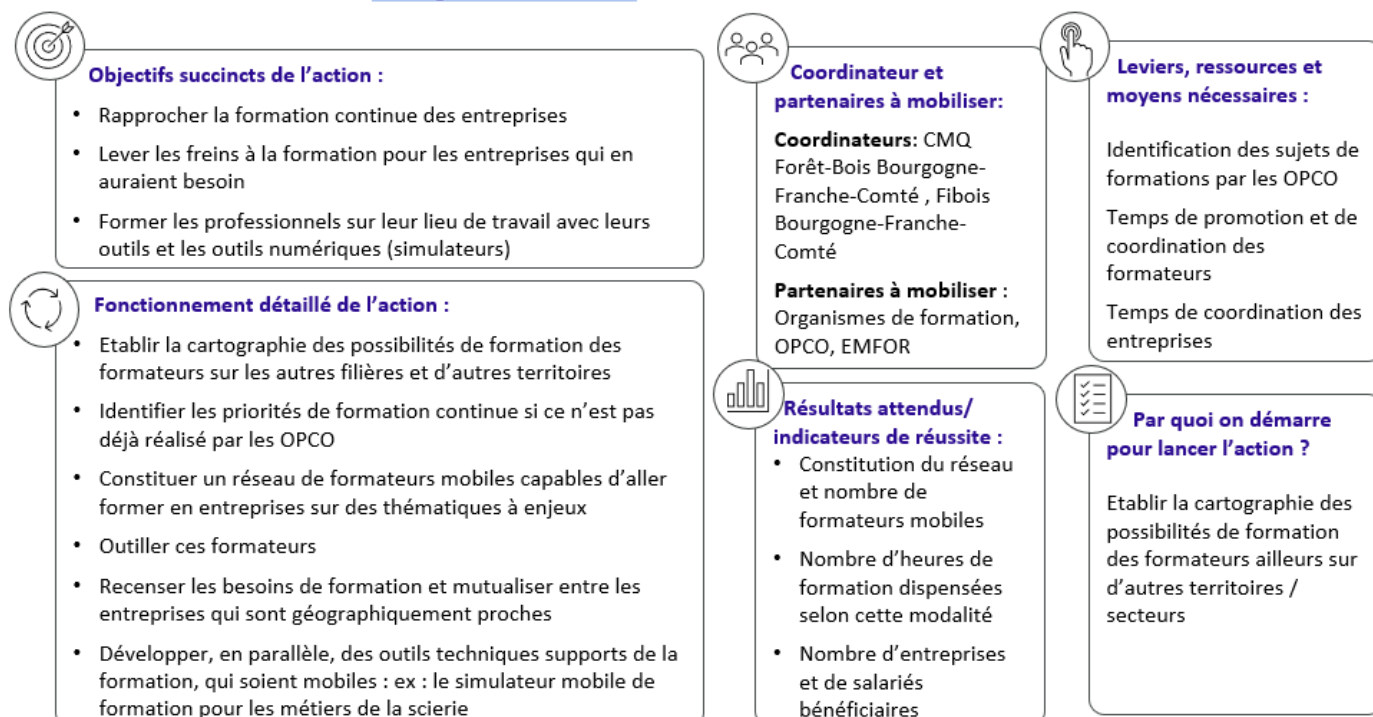 Objectifs succincts de l'action :
• Rapprocher la formation continue des entreprises
• Lever les freins à la formation pour les entreprises qui en
auraient besoin
• Former les professionnels sur leur lieu de travail avec leurs
outils et les outils numériques (simulateurs)
Fonctionnement détaillé de l'action :
• Etablir la cartographie des possibilités de formation des
formateurs sur les autres filières et d'autres territoires
• Identifier les priorités de formation continue si ce n'est pas
déjà réalisé par les OPCO
• Constituer un réseau de formateurs mobiles capables d'aller
former en entreprises sur des thématiques à enjeux
• Outiller ces formateurs
• Recenser les besoins de formation et mutualiser entre les
entreprises qui sont géographiquement proches
• Développer, en parallèle, des outils techniques supports de la
formation, qui soient mobiles : ex : le simulateur mobile de
formation pour les métiers de la scierie
Coordinateur et
partenaires à mobiliser:
Coordinateurs: CMQ
Forêt-Bois Bourgogne-
Franche-Comté , Fibois
Bourgogne-Franche-
Comté
Partenaires à mobiliser :
Organismes de formation,
OPCO, EMFOR
Résultats attendus/
indicateurs de réussite :
• Constitution du réseau
et nombre de
formateurs mobiles
• Nombre d'heures de
formation dispensées
selon cette modalité
• Nombre d'entreprises
et de salariés
bénéficiaires
Leviers, ressources et
moyens nécessaires :
Identification des sujets de
formations par les OPCO
Temps de promotion et de
coordination des
formateurs
Temps de coordination des
entreprises
Par quoi on démarre
pour lancer l'action ?
Etablir la cartographie des
possibilités de formation
des formateurs ailleurs sur
d'autres territoires /
secteurs